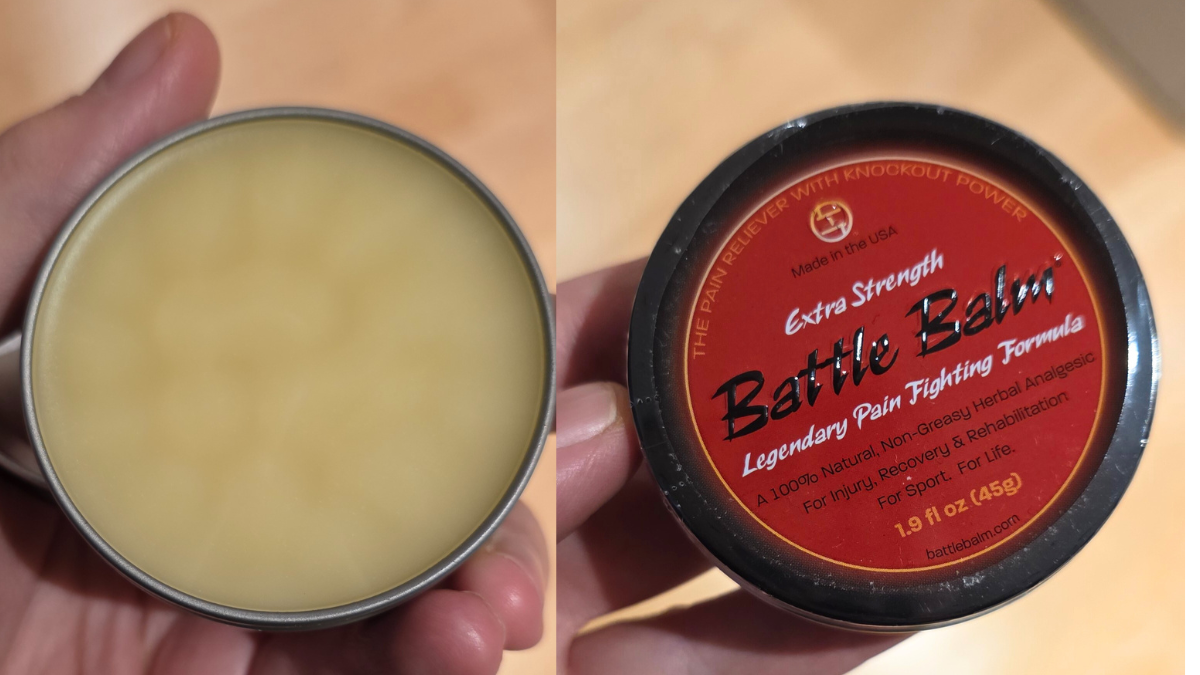 THE PAIN RELIEVER WITH KNOCKOUT POWER
Made in the USA
Extra Strength
Battle Balm
Legendary Pain Fighting Formula
A 100% Natural, Non-Greasy Herbal Analgesic
For Injury, Recovery & Rehabilitation
For Sport. For Life.
1.9 fl oz (45g)
battlebalm.com